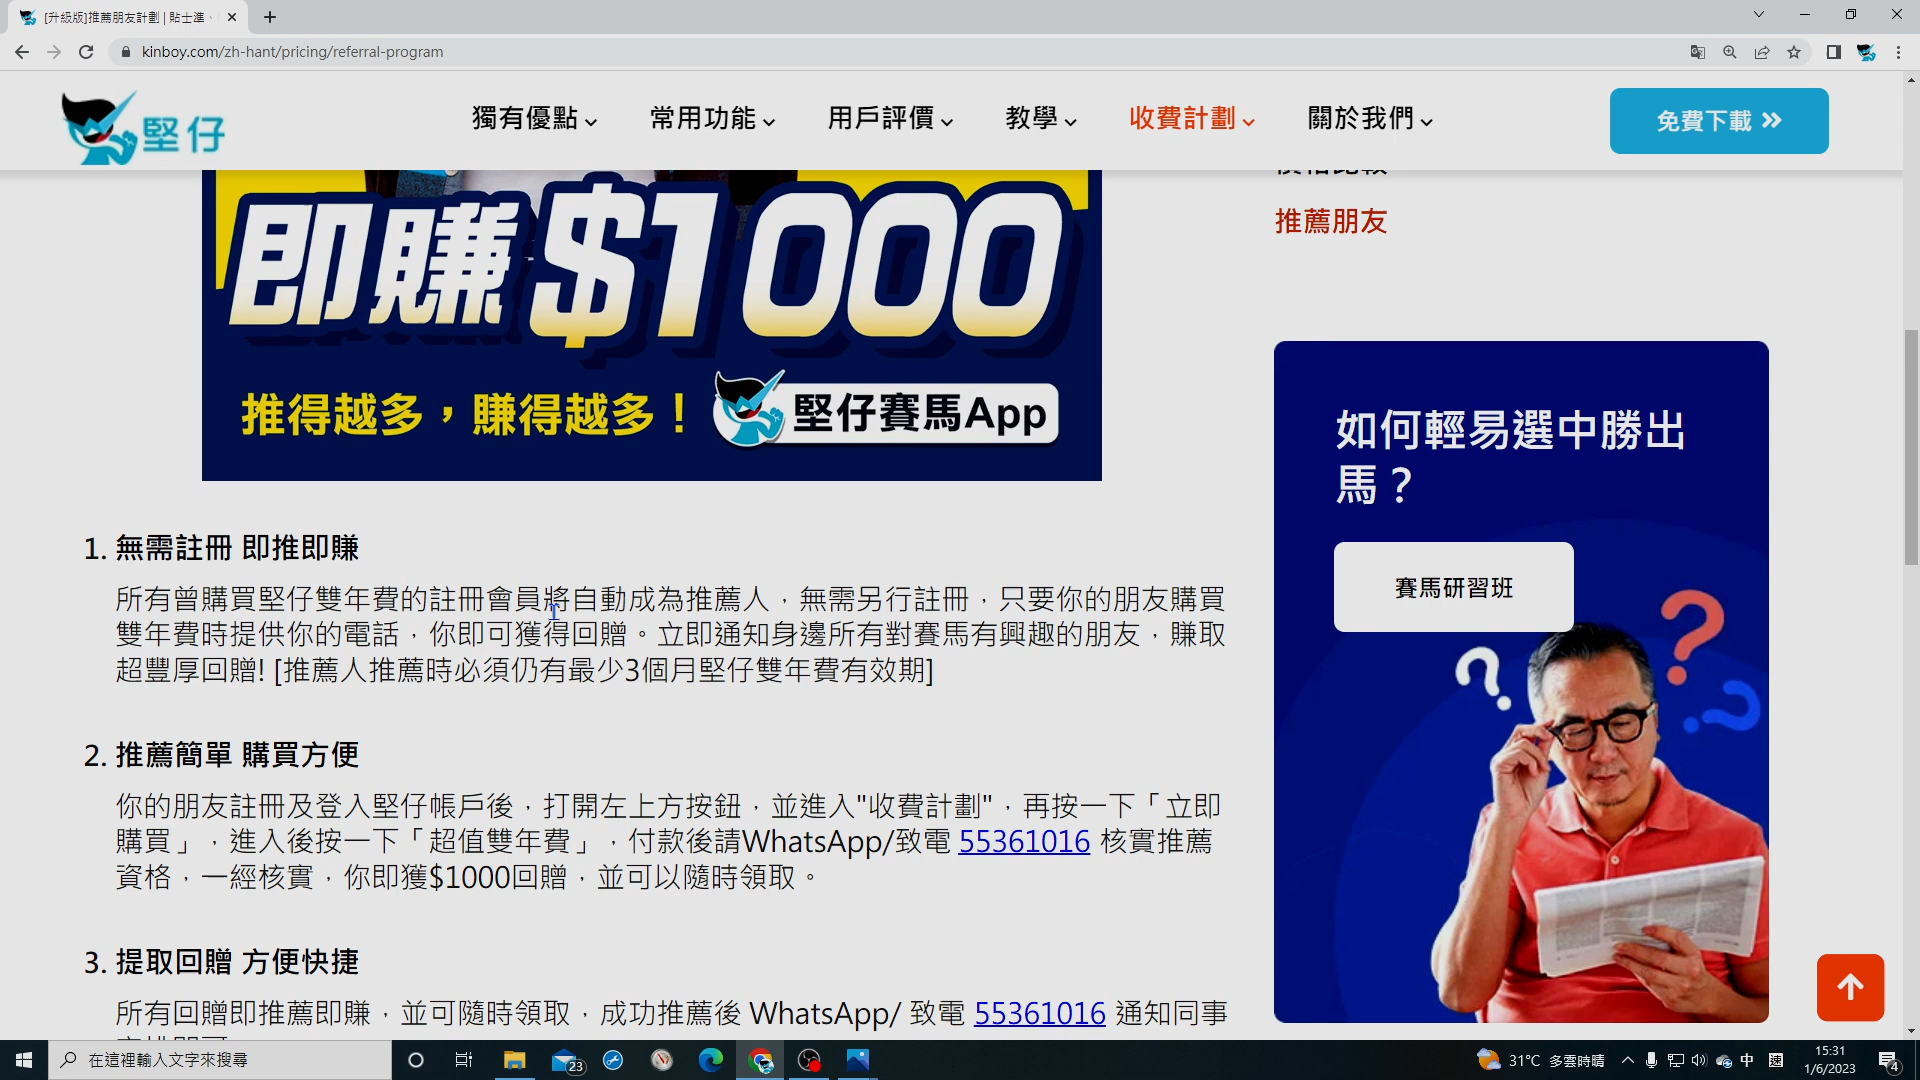 [升級版]推薦朋友計劃 | 貼士準、
kinboy.com/zh-hant/pricing/referral-program
堅仔
獨有優點
常用功能
用戶評價
教學
收費計劃
關於我們
免費下載
推薦朋友
即賺$1000
推得越多,賺得越多!
堅仔賽馬App
如何輕易選中勝出
馬?
賽馬研習班
1. 無需註冊 即推即賺
所有曾購買堅仔雙年費的註冊會員將自動成為推薦人,無需另行註冊,只要你的朋友購買
雙年費時提供你的電話,你即可獲得回贈。立即通知身邊所有對賽馬有興趣的朋友,賺取
超豐厚回贈! [推薦人推薦時必須仍有最少3個月堅仔雙年費有效期]
2. 推薦簡單 購買方便
你的朋友註冊及登入堅仔帳戶後,打開左上方按鈕,並進入"收費計劃",再按一下「立即
購買」,進入後按一下「超值雙年費」,付款後請WhatsApp/致電 55361016 核實推薦
資格,一經核實,你即獲$1000回贈,並可以隨時領取。
3. 提取回贈 方便快捷
所有回贈即推薦即賺,並可隨時領取,成功推薦後 WhatsApp/ 致電 55361016 通知同事
在這裡輸入文字來搜尋
23
31°C 多雲時晴
中
速
15:31
1/6/2023
4